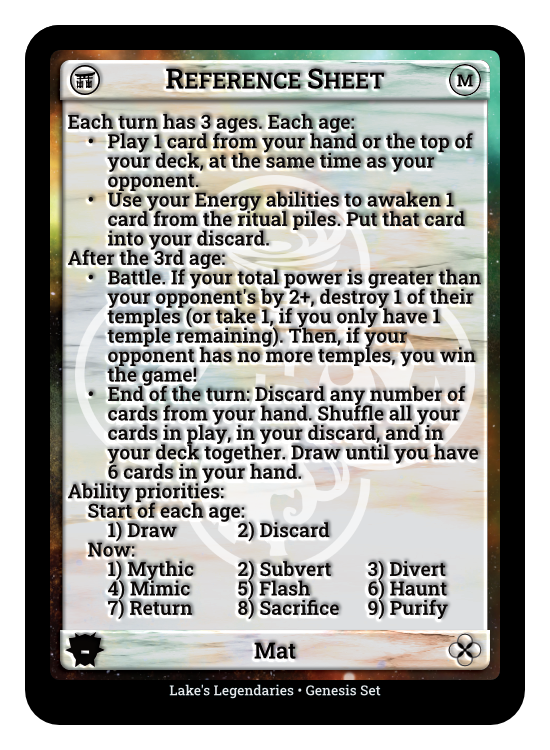 REFERENCE SHEET
M
Each turn has 3 ages. Each age:
• Play 1 card from your hand or the top of
your deck, at the same time as your
opponent.
• Use your Energy abilities to awaken 1
card from the ritual piles. Put that card
into your discard.
After the 3rd age:
• Battle. If your total power is greater than
your opponent's by 2+, destroy 1 of their
temples (or take 1, if you only have 1
temple remaining). Then, if your
opponent has no more temples, you win
the game!
• End of the turn: Discard any number of
cards from your hand. Shuffle all your
cards in play, in your discard, and in
your deck together. Draw until you have
6 cards in your hand.
Ability priorities:
Start of each age:
1) Draw 2) Discard
Now:
1) Mythic 2) Subvert 3) Divert
4) Mimic 5) Flash 6) Haunt
7) Return 8) Sacrifice 9) Purify
- Mat
Lake's Legendaries • Genesis Set